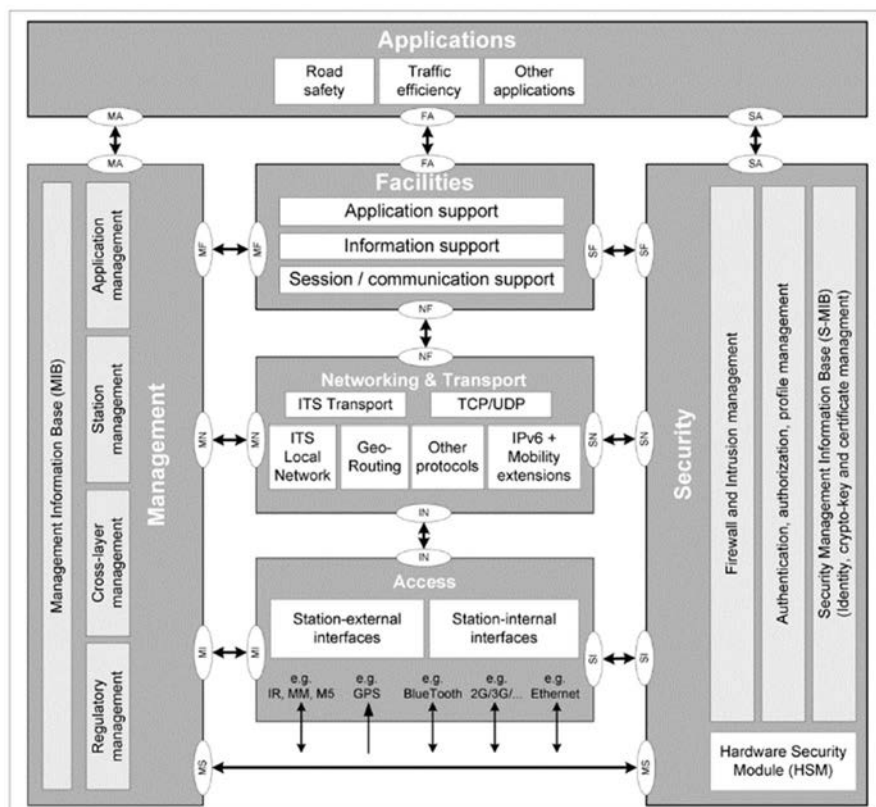 Applications
Road
safety
Traffic
efficiency
Other
applications
MA
FA
SA
MA
FA
SA
Management
Management Information Base (MIB)
Application
management
Station
management
Cross-layer
management
Regulatory
management
Facilities
Application support
Information support
Session / communication support
MF
MF
SF
SF
NF
NF
Networking & Transport
ITS Transport
TCP/UDP
ITS
Local
Network
Geo-
Routing
Other
protocols
IPv6 +
Mobility
extensions
MN
MN
SN
SN
IN
IN
Access
Station-external
interfaces
Station-internal
interfaces
MI
MI
SI
SI
e.g.
IR, MM, M5
e.g.
GPS
e.g.
BlueTooth
e.g.
2G/3G/...
e.g.
Ethernet
MS
MS
Security
Firewall and Intrusion management
Authentication, authorization, profile management
Security Management Information Base (S-MIB)
(Identity, crypto-key and certificate managment)
Hardware Security
Module (HSM)